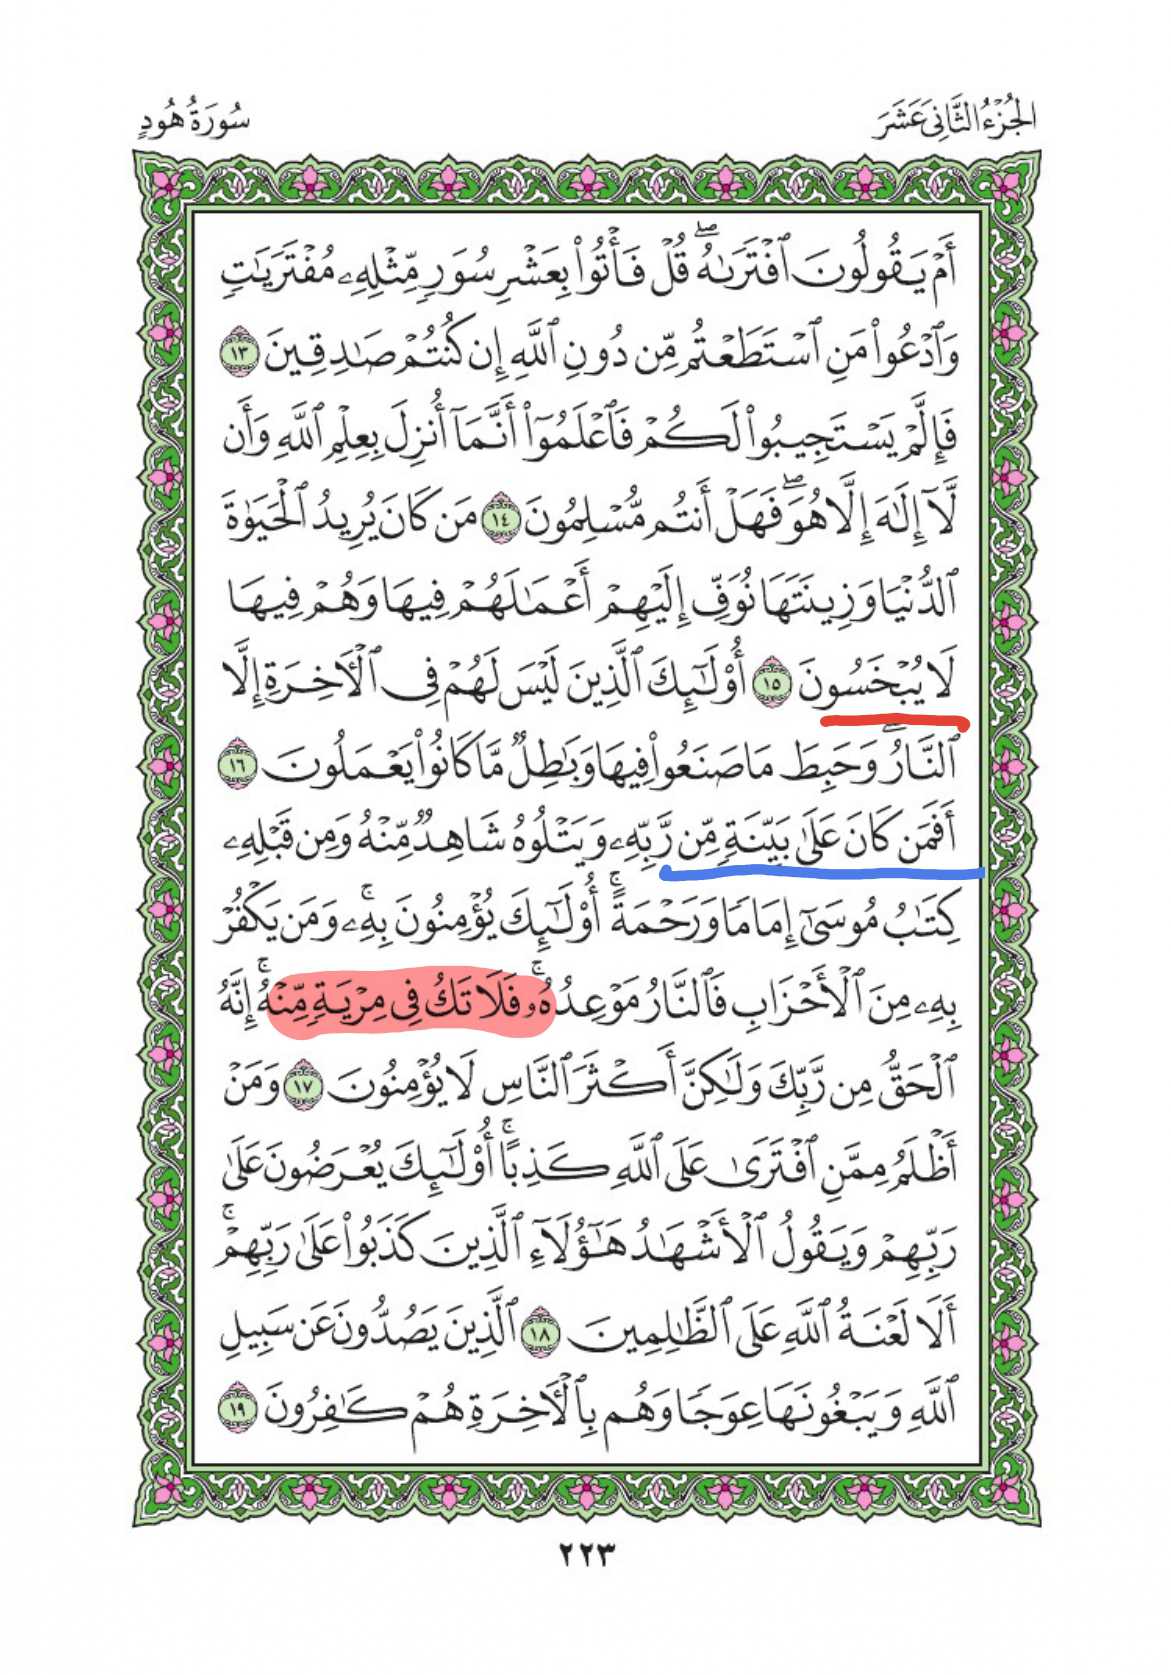 الجُزْءُ الثَّانِيَ عَشَرَ
سُورَةُ هُودٍ
أَمْ يَقُولُونَ ٱفْتَرَىٰهُۖ قُلْ فَأْتُوا۟ بِعَشْرِ سُوَرٍ مِّثْلِهِۦ مُفْتَرَيَٰتٍ
وَٱدْعُوا۟ مَنِ ٱسْتَطَعْتُم مِّن دُونِ ٱللَّهِ إِن كُنتُمْ صَٰدِقِينَ ١٣
فَإِلَّمْ يَسْتَجِيبُوا۟ لَكُمْ فَٱعْلَمُوٓا۟ أَنَّمَآ أُنزِلَ بِعِلْمِ ٱللَّهِ وَأَن
لَّآ إِلَٰهَ إِلَّا هُوَۖ فَهَلْ أَنتُم مُّسْلِمُونَ ١٤ مَن كَانَ يُرِيدُ ٱلْحَيَوٰةَ
ٱلدُّنْيَا وَزِينَتَهَا نُوَفِّ إِلَيْهِمْ أَعْمَٰلَهُمْ فِيهَا وَهُمْ فِيهَا
لَا يُبْخَسُونَ ١٥ أُو۟لَٰٓئِكَ ٱلَّذِينَ لَيْسَ لَهُمْ فِى ٱلْءَاخِرَةِ إِلَّا
ٱلنَّارُۖ وَحَبِطَ مَا صَنَعُوا۟ فِيهَا وَبَٰطِلٌ مَّا كَانُوا۟ يَعْمَلُونَ ١٦
أَفَمَن كَانَ عَلَىٰ بَيِّنَةٍ مِّن رَّبِّهِۦ وَيَتْلُوهُ شَاهِدٌ مِّنْهُ وَمِن قَبْلِهِۦ
كِتَٰبُ مُوسَىٰٓ إِمَامًا وَرَحْمَةًۚ أُو۟لَٰٓئِكَ يُؤْمِنُونَ بِهِۦۚ وَمَن يَكْفُرْ
بِهِۦ مِنَ ٱلْأَحْزَابِ فَٱلنَّارُ مَوْعِدُهُۥۚ فَلَا تَكُ فِى مِرْيَةٍ مِّنْهُۚ إِنَّهُ
ٱلْحَقُّ مِن رَّبِّكَ وَلَٰكِنَّ أَكْثَرَ ٱلنَّاسِ لَا يُؤْمِنُونَ ١٧ وَمَنْ
أَظْلَمُ مِمَّنِ ٱفْتَرَىٰ عَلَى ٱللَّهِ كَذِبًاۚ أُو۟لَٰٓئِكَ يُعْرَضُونَ عَلَىٰ
رَبِّهِمْ وَيَقُولُ ٱلْأَشْهَٰدُ هَٰٓؤُلَآءِ ٱلَّذِينَ كَذَبُوا۟ عَلَىٰ رَبِّهِمْۚ
أَلَا لَعْنَةُ ٱللَّهِ عَلَى ٱلظَّٰلِمِينَ ١٨ ٱلَّذِينَ يَصُدُّونَ عَن سَبِيلِ
ٱللَّهِ وَيَبْغُونَهَا عِوَجًا وَهُم بِٱلْءَاخِرَةِ هُمْ كَٰفِرُونَ ١٩
٢٢٣